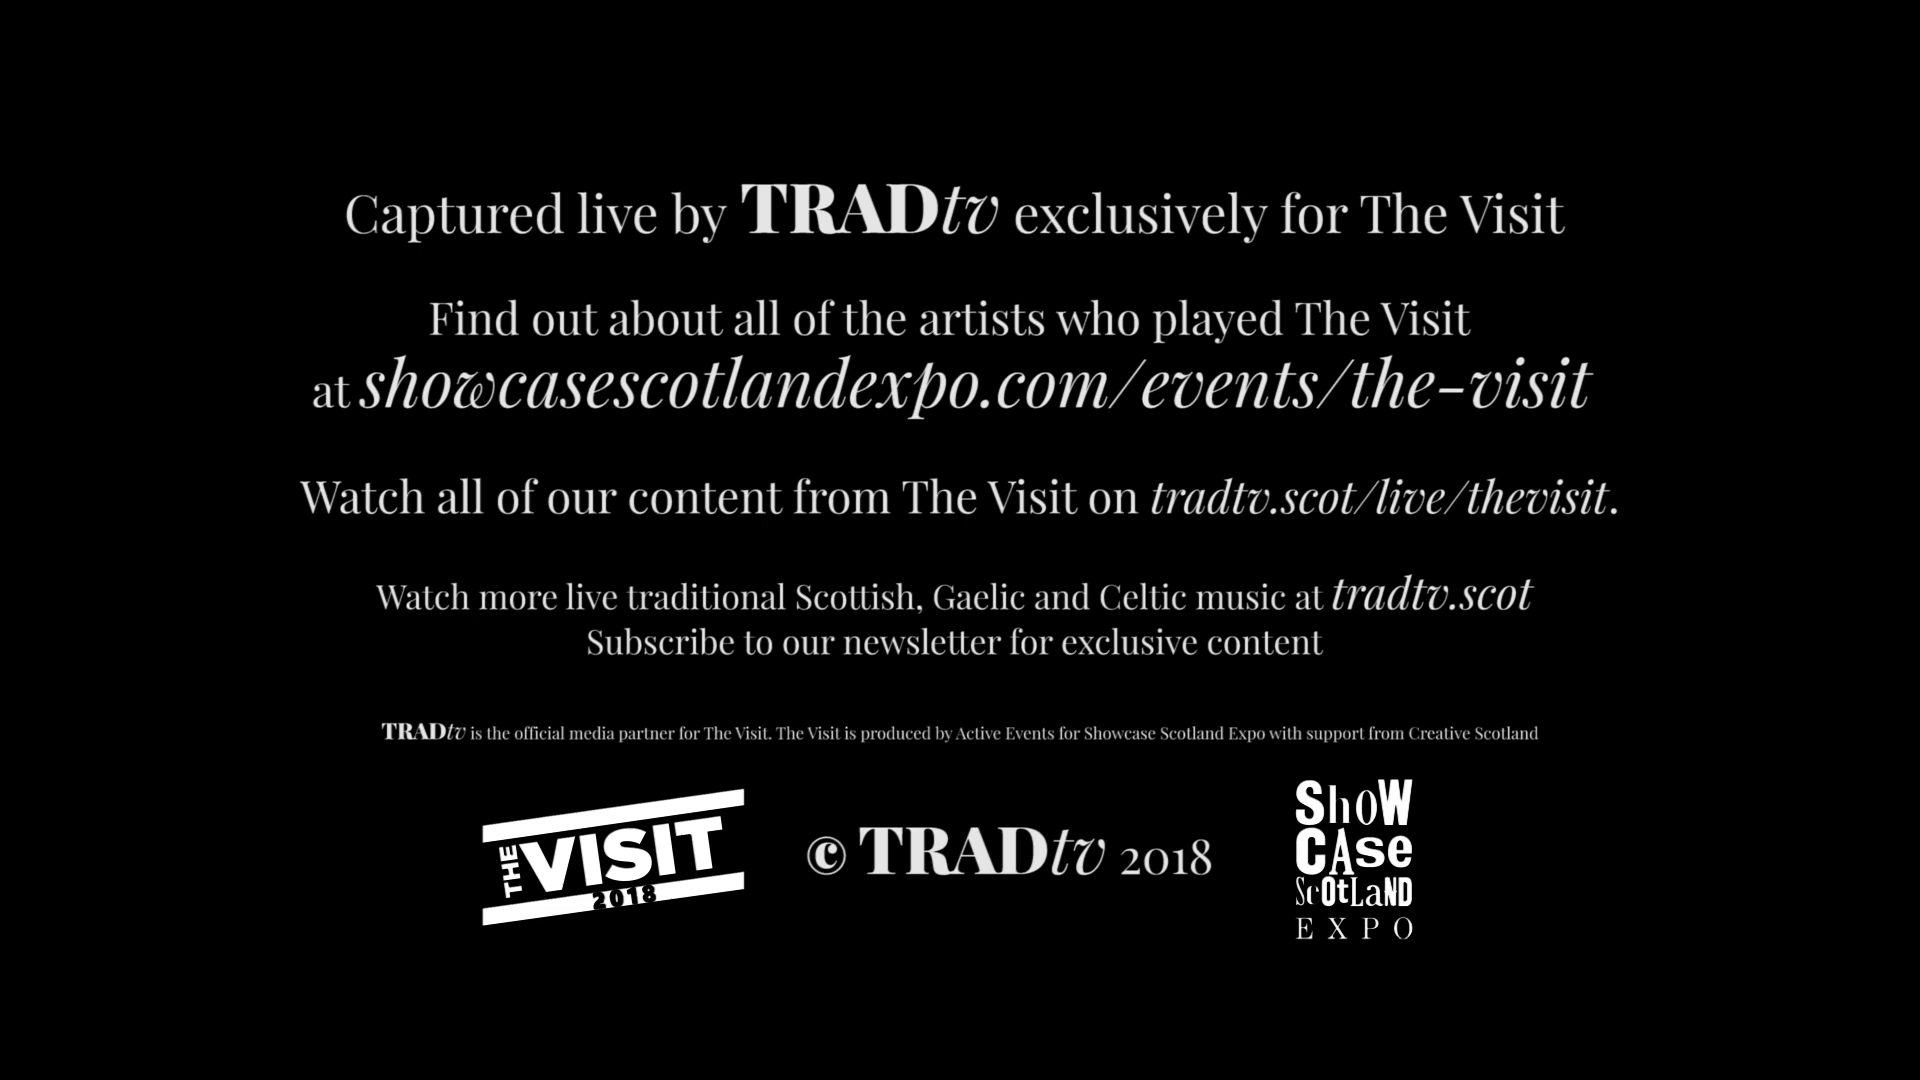 Captured live by TRADtv exclusively for The Visit
Find out about all of the artists who played The Visit
at showcasescotlandexpo.com/events/the-visit
Watch all of our content from The Visit on tradtv.scot/live/thevisit.
Watch more live traditional Scottish, Gaelic and Celtic music at tradtv.scot
Subscribe to our newsletter for exclusive content
TRADtv is the official media partner for The Visit. The Visit is produced by Active Events for Showcase Scotland Expo with support from Creative Scotland
THE VISIT
2018
© TRADtv 2018
ShoW
CAse
ScOtLaND
EXPO